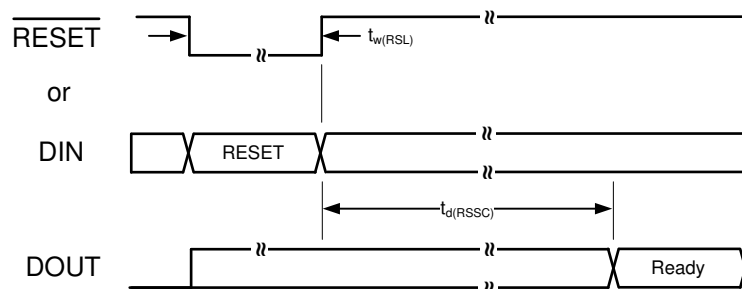 RESET
t_w(RSL)
or
DIN
RESET
t_d(RSSC)
DOUT
Ready